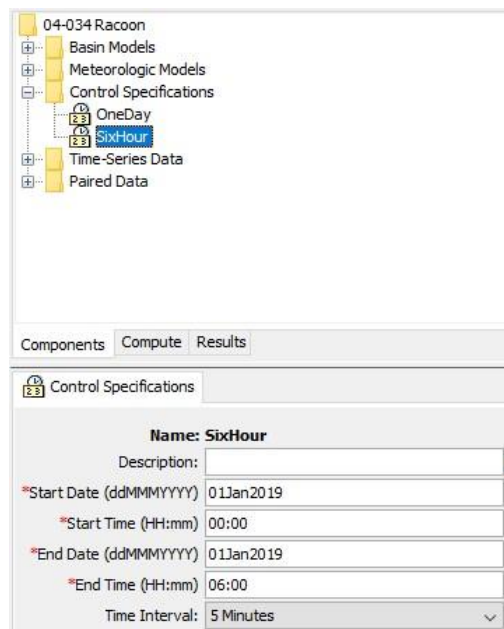 04-034 Racoon
Basin Models
Meteorologic Models
Control Specifications
OneDay
SixHour
Time-Series Data
Paired Data
Components Compute Results
Control Specifications
Name: SixHour
Description:
*Start Date (ddMMMYYYY) 01Jan2019
*Start Time (HH:mm) 00:00
*End Date (ddMMMYYYY) 01Jan2019
*End Time (HH:mm) 06:00
Time Interval: 5 Minutes